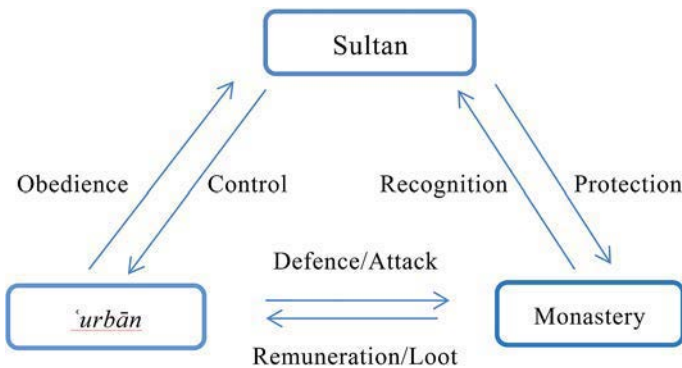 Sultan
Obedience
Control
Recognition
Protection
Defence/Attack
ʿurbān
Monastery
Remuneration/Loot